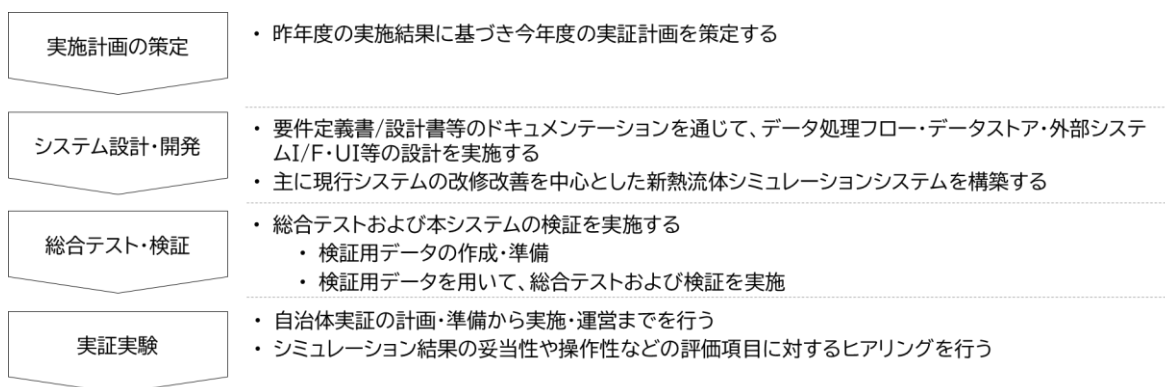 実施計画の策定
・ 昨年度の実施結果に基づき今年度の実証計画を策定する
システム設計・開発
・ 要件定義書/設計書等のドキュメンテーションを通じて、データ処理フロー・データストア・外部システ
ムI/F・UI等の設計を実施する
・ 主に現行システムの改修改善を中心とした新熱流体シミュレーションシステムを構築する
総合テスト・検証
・ 総合テストおよび本システムの検証を実施する
・ 検証用データの作成・準備
・ 検証用データを用いて、総合テストおよび検証を実施
実証実験
・ 自治体実証の計画・準備から実施・運営までを行う
・ シミュレーション結果の妥当性や操作性などの評価項目に対するヒアリングを行う